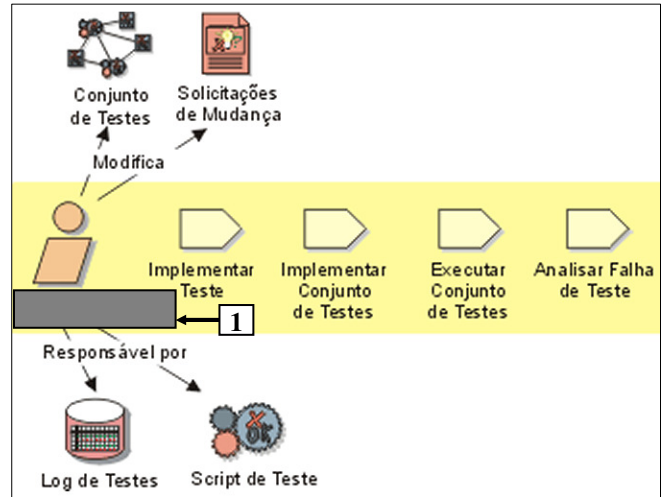 Conjunto
de Testes
Solicitações
de Mudança
Modifica
Implementar
Teste
Implementar
Conjunto
de Testes
Executar
Conjunto
de Testes
Analisar Falha
de Teste
1
Responsável por
OK
Log de Testes
Script de Teste